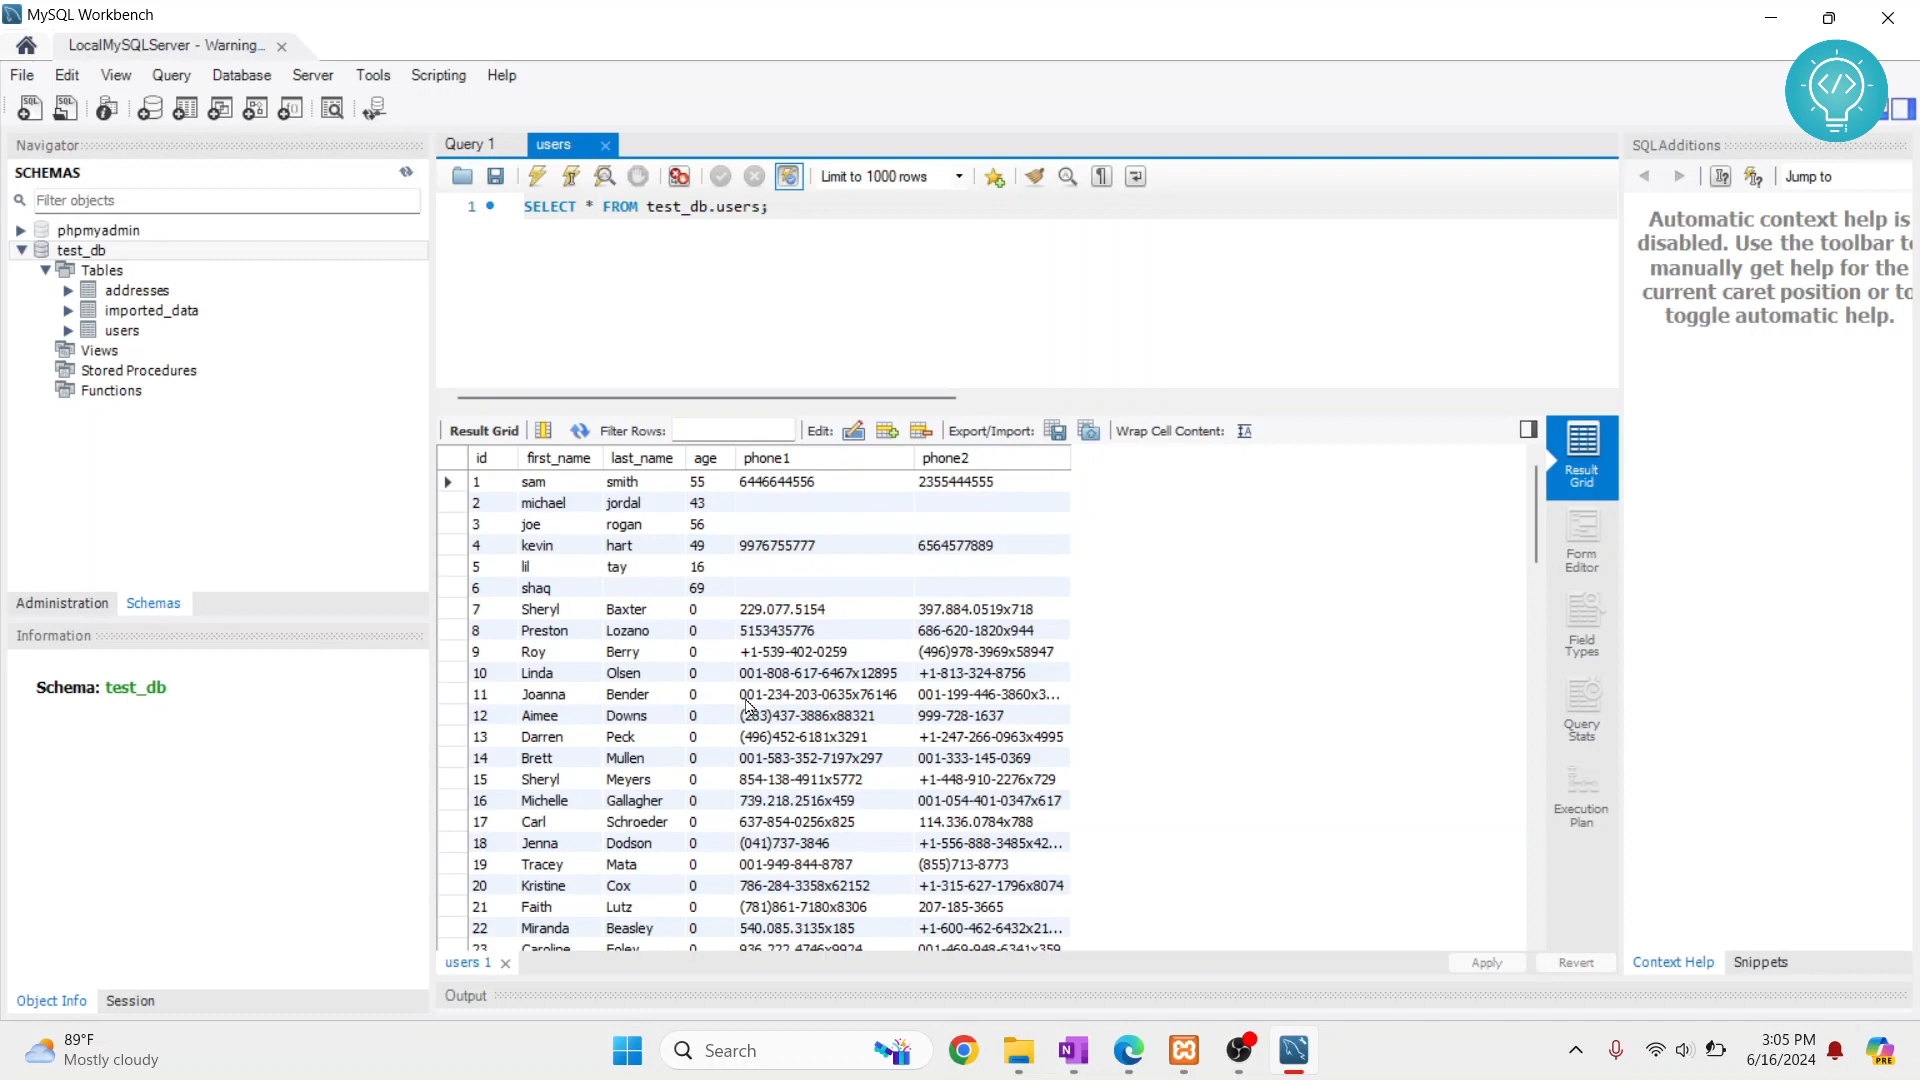 MySQL Workbench
LocalMySQLServer - Warning...
File Edit View Query Database Server Tools Scripting Help
Navigator
SCHEMAS
Filter objects
phpmyadmin
test_db
Tables
addresses
imported_data
users
Views
Stored Procedures
Functions
Administration Schemas
Information
Schema: test_db
Object Info Session
Query 1 users
Limit to 1000 rows
1 SELECT * FROM test_db.users;
Result Grid Filter Rows: Edit: Export/Import: Wrap Cell Content:
id first_name last_name age phone1 phone2
1 sam smith 55 6446644556 2355444555
2 michael jordal 43
3 joe rogan 56
4 kevin hart 49 9976755777 6564577889
5 lil tay 16
6 shaq 69
7 Sheryl Baxter 0 229.077.5154 397.884.0519x718
8 Preston Lozano 0 5153435776 686-620-1820x944
9 Roy Berry 0 +1-539-402-0259 (496)978-3969x58947
10 Linda Olsen 0 001-808-617-6467x12895 +1-813-324-8756
11 Joanna Bender 0 001-234-203-0635x76146 001-199-446-3860x3...
12 Aimee Downs 0 (283)437-3886x88321 999-728-1637
13 Darren Peck 0 (496)452-6181x3291 +1-247-266-0963x4995
14 Brett Mullen 0 001-583-352-7197x297 001-333-145-0369
15 Sheryl Meyers 0 854-138-4911x5772 +1-448-910-2276x729
16 Michelle Gallagher 0 739.218.2516x459 001-054-401-0347x617
17 Carl Schroeder 0 637-854-0256x825 114.336.0784x788
18 Jenna Dodson 0 (041)737-3846 +1-556-888-3485x42...
19 Tracey Mata 0 001-949-844-8787 (855)713-8773
20 Kristine Cox 0 786-284-3358x62152 +1-315-627-1796x8074
21 Faith Lutz 0 (781)861-7180x8306 207-185-3665
22 Miranda Beasley 0 540.085.3135x185 +1-600-462-6432x21...
23 Caroline Foley 0 936.222.4746x9924 001-469-948-6341x359
users 1
Apply Revert
Output
Result
Grid
Form
Editor
Field
Types
Query
Stats
Execution
Plan
SQLAdditions
Jump to
Automatic context help is
disabled. Use the toolbar to
manually get help for the
current caret position or to
toggle automatic help.
Context Help Snippets
89°F
Mostly cloudy
Search
3:05 PM
6/16/2024
PRE